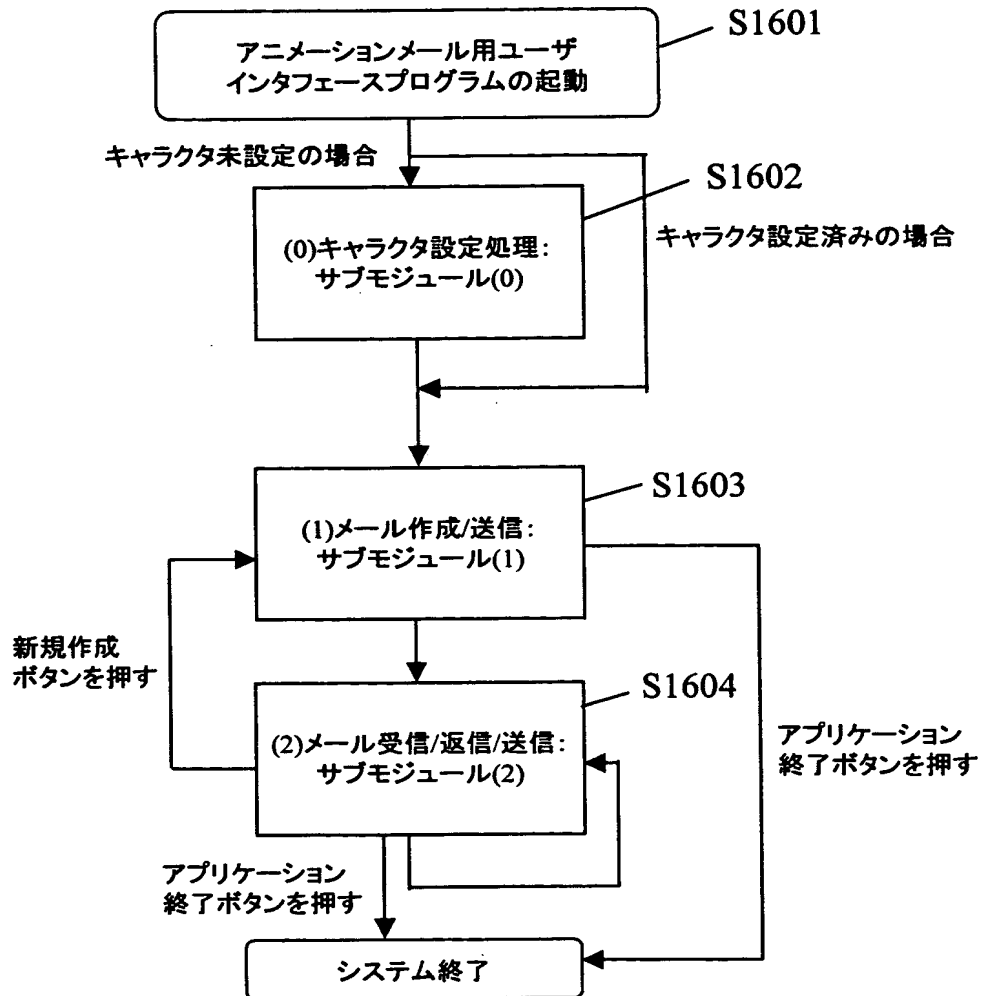 アニメーションメール用ユーザ
インタフェースプログラムの起動
S1601
キャラクタ未設定の場合
S1602
(0)キャラクタ設定処理:
サブモジュール(0)
キャラクタ設定済みの場合
S1603
(1)メール作成/送信:
サブモジュール(1)
新規作成
ボタンを押す
S1604
(2)メール受信/返信/送信:
サブモジュール(2)
アプリケーション
終了ボタンを押す
アプリケーション
終了ボタンを押す
システム終了